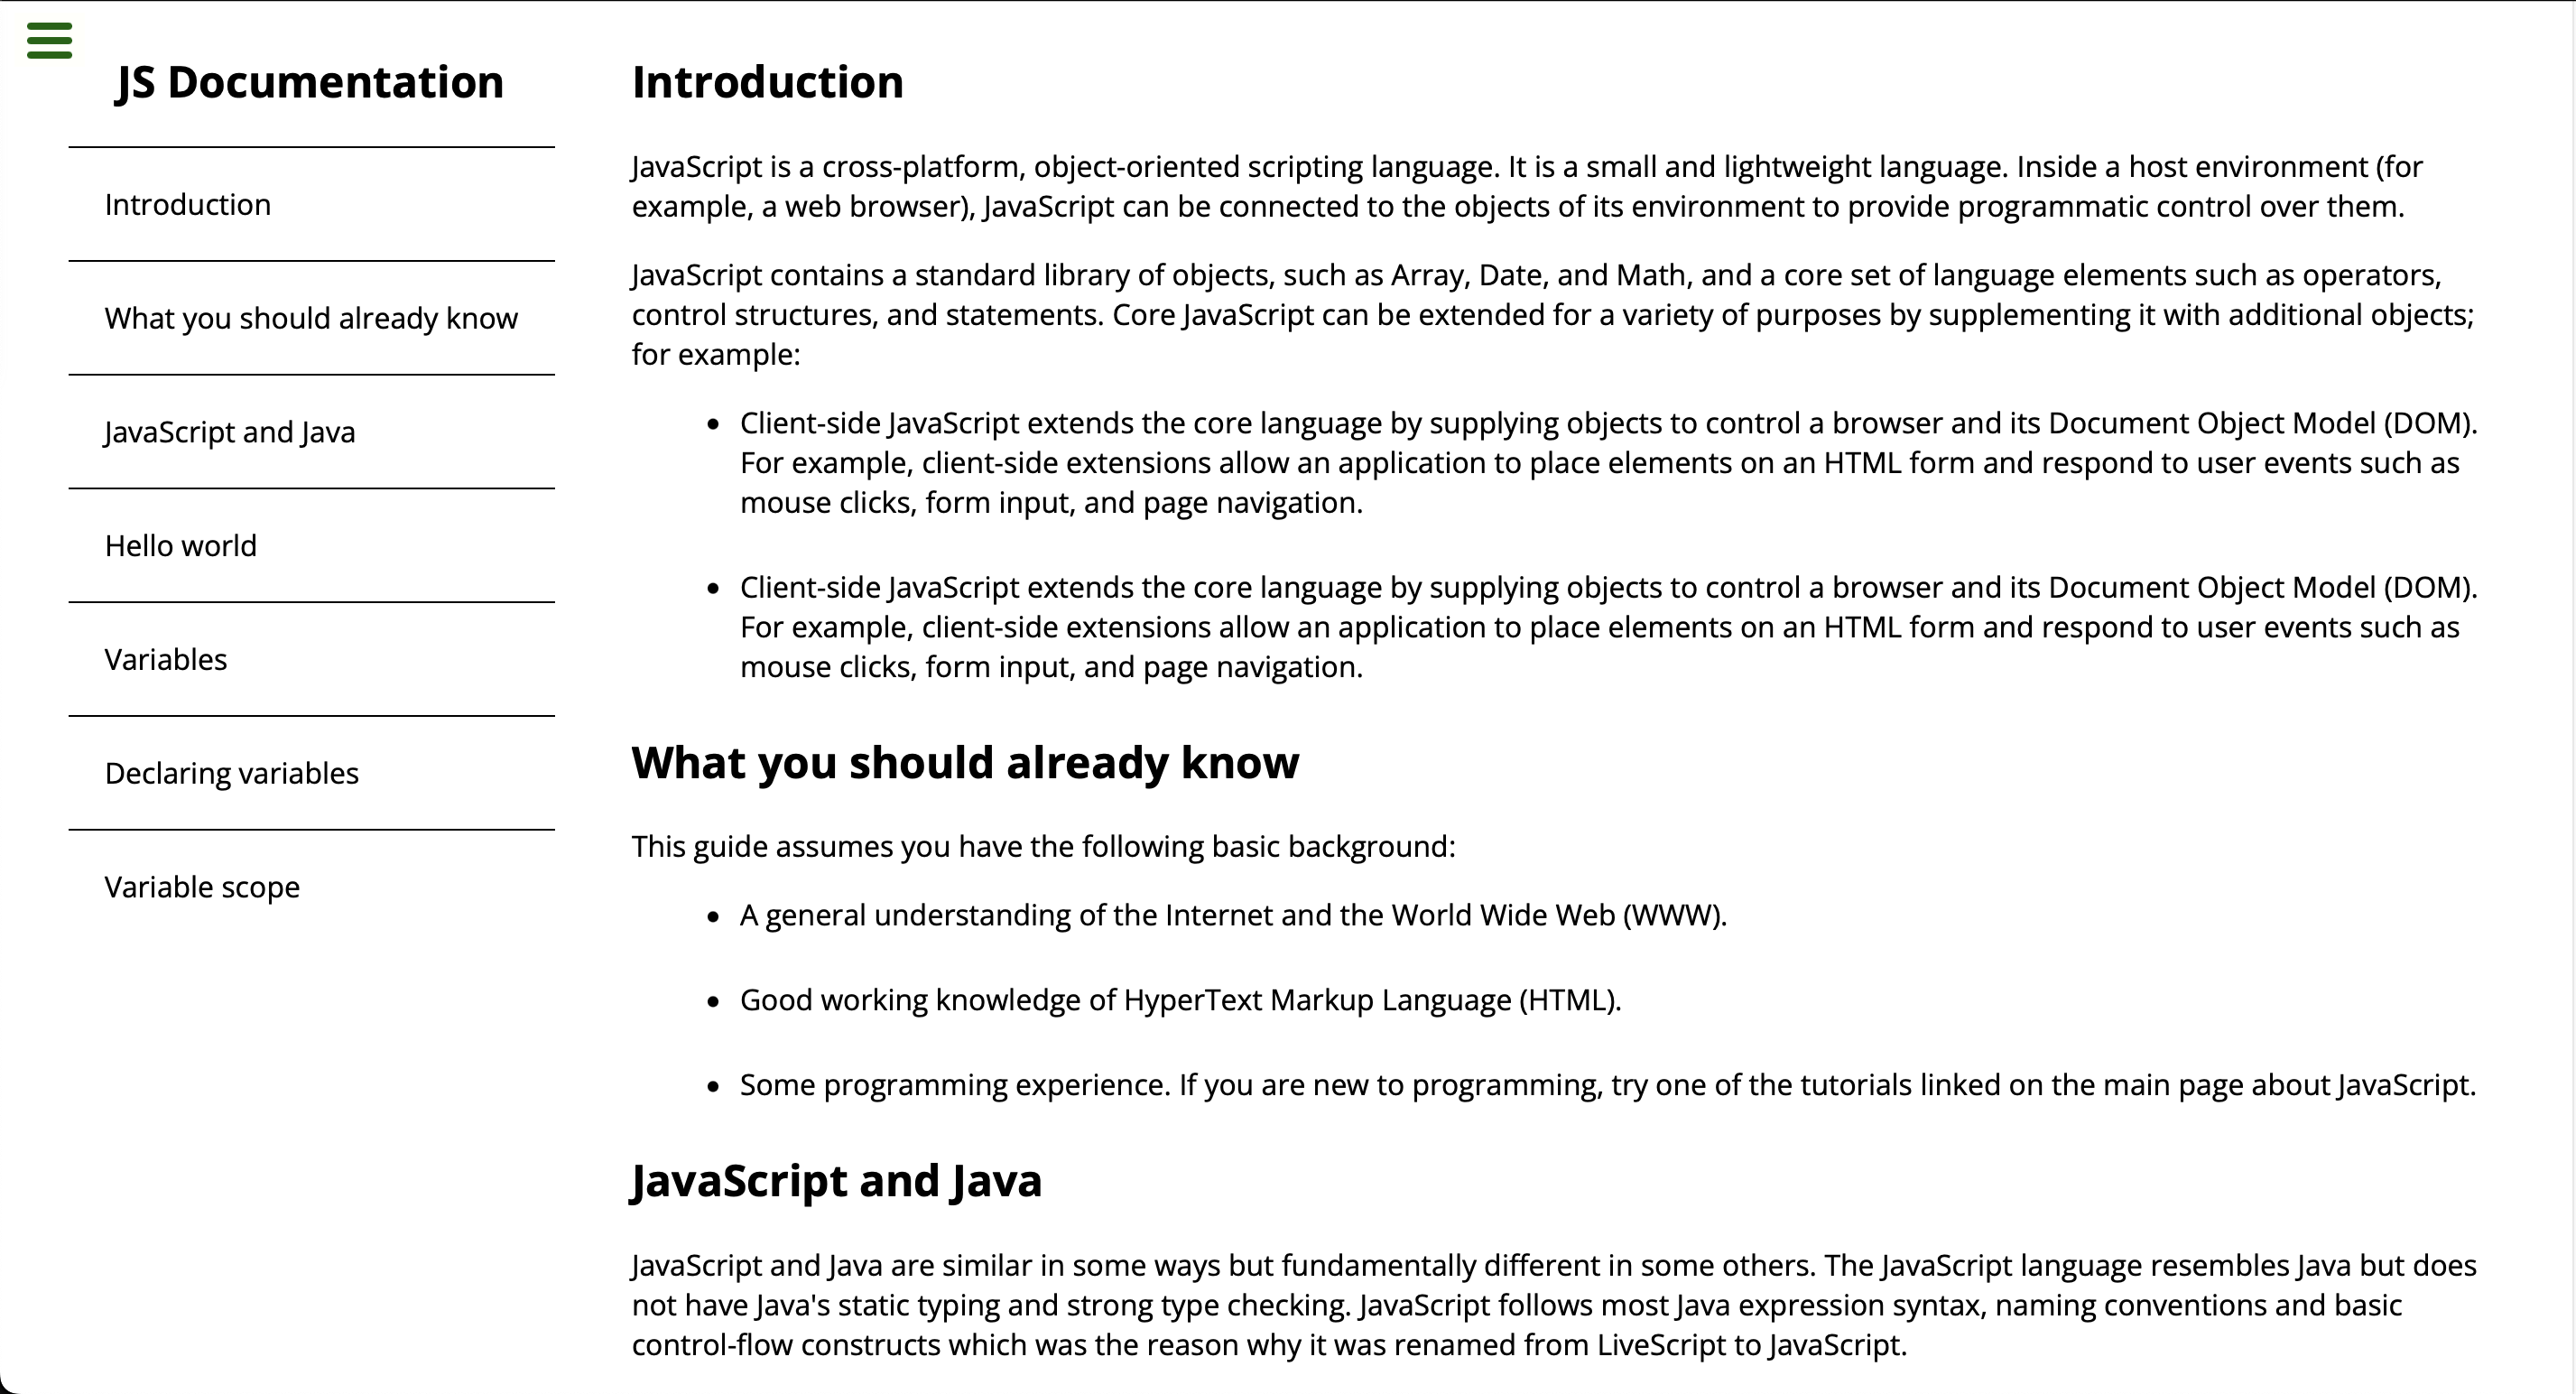 JS Documentation
Introduction
What you should already know
JavaScript and Java
Hello world
Variables
Declaring variables
Variable scope
Introduction
JavaScript is a cross-platform, object-oriented scripting language. It is a small and lightweight language. Inside a host environment (for
example, a web browser), JavaScript can be connected to the objects of its environment to provide programmatic control over them.
JavaScript contains a standard library of objects, such as Array, Date, and Math, and a core set of language elements such as operators,
control structures, and statements. Core JavaScript can be extended for a variety of purposes by supplementing it with additional objects;
for example:
• Client-side JavaScript extends the core language by supplying objects to control a browser and its Document Object Model (DOM).
For example, client-side extensions allow an application to place elements on an HTML form and respond to user events such as
mouse clicks, form input, and page navigation.
• Client-side JavaScript extends the core language by supplying objects to control a browser and its Document Object Model (DOM).
For example, client-side extensions allow an application to place elements on an HTML form and respond to user events such as
mouse clicks, form input, and page navigation.
What you should already know
This guide assumes you have the following basic background:
• A general understanding of the Internet and the World Wide Web (WWW).
• Good working knowledge of HyperText Markup Language (HTML).
• Some programming experience. If you are new to programming, try one of the tutorials linked on the main page about JavaScript.
JavaScript and Java
JavaScript and Java are similar in some ways but fundamentally different in some others. The JavaScript language resembles Java but does
not have Java's static typing and strong type checking. JavaScript follows most Java expression syntax, naming conventions and basic
control-flow constructs which was the reason why it was renamed from LiveScript to JavaScript.